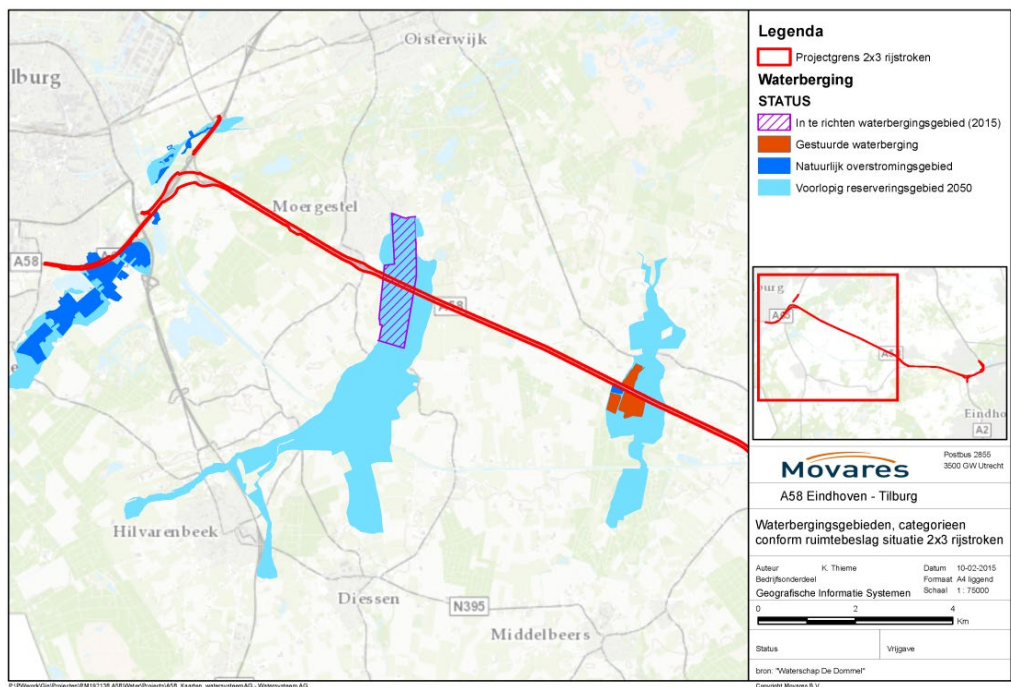 Oisterwijk
lburg
Moergestel
A58
A58
Hilvarenbeek
Diessen
N395
Middelbeers
Legenda
Projectgrens 2x3 rijstroken
Waterberging
STATUS
In te richten waterbergingsgebied (2015)
Gestuurde waterberging
Natuurlijk overstromingsgebied
Voorlopig reserveringsgebied 2050
urg
Eindho
A2
Movares
Postbus 2855
3500 GW Utrecht
A58 Eindhoven - Tilburg
Waterbergingsgebieden, categorieen
conform ruimtebeslag situatie 2x3 rijstroken
Auteur K. Thieme Datum 10-02-2015
Bedrijfsonderdeel Formaat A4 liggend
Geografische Informatie Systemen Schaal 1 : 75000
0 2 4
Km
Status Vrijgave
bron: "Waterschap De Dommel"
Copyright Movares B.V.